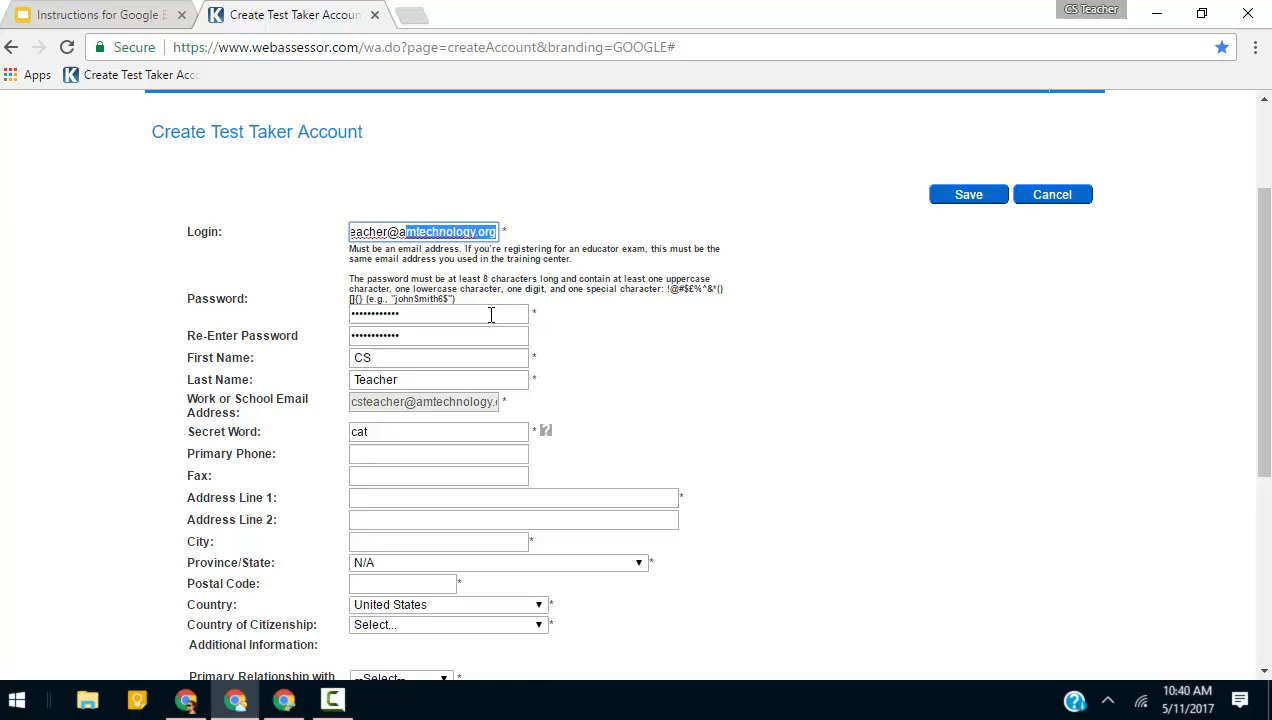 Instructions for Google E
Create Test Taker Accoun
CS Teacher
Secure
https://www.webassessor.com/wa.do?page=createAccount&branding=GOOGLE#
Apps
Create Test Taker Acco
Create Test Taker Account
Save
Cancel
Login:
eacher@amtechnology.org *
Must be an email address. If you're registering for an educator exam, this must be the
same email address you used in the training center.
The password must be at least 8 characters long and contain at least one uppercase
character, one lowercase character, one digit, and one special character: !@#$£%^&*()
[]{} (e.g., "johnSmith6$")
Password:
•••••••••••• *
Re-Enter Password
••••••••••••
First Name:
CS *
Last Name:
Teacher *
Work or School Email
Address:
csteacher@amtechnology. *
Secret Word:
cat * ?
Primary Phone:
Fax:
Address Line 1: *
Address Line 2:
City: *
Province/State:
N/A *
Postal Code: *
Country:
United States *
Country of Citizenship:
Select... *
Additional Information:
Primary Relationship with
--Select-- *
10:40 AM
5/11/2017